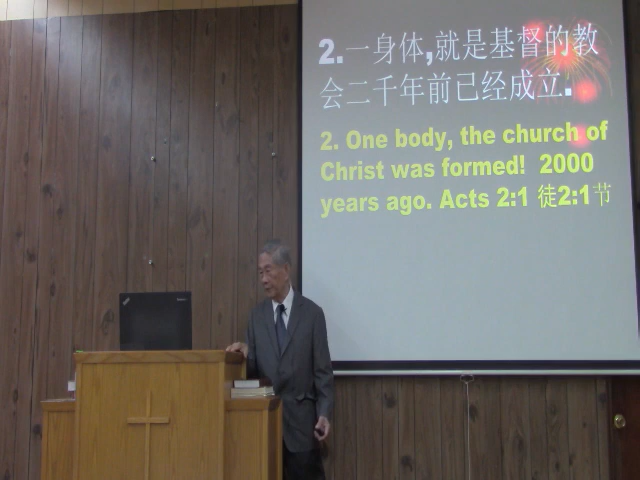 2.一身体,就是基督的教
会二千年前已经成立.
2. One body, the church of
Christ was formed!  2000
years ago. Acts 2:1 徒2:1节